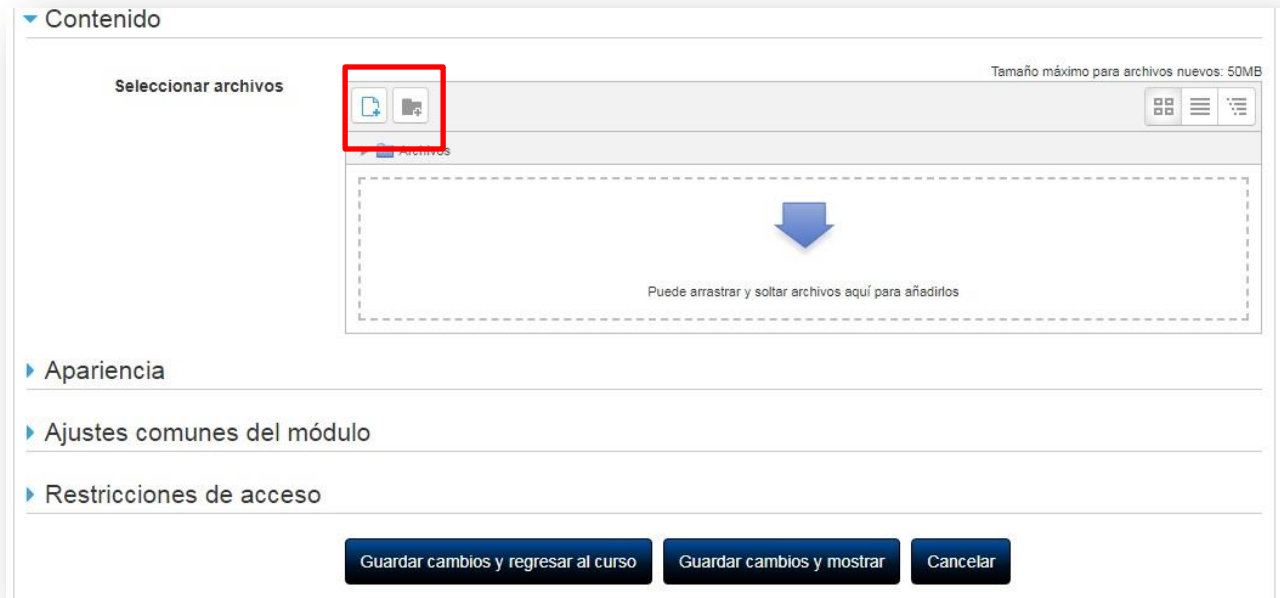 Contenido
Tamaño máximo para archivos nuevos: 50MB
Seleccionar archivos
Archivos
Puede arrastrar y soltar archivos aquí para añadirlos
Apariencia
Ajustes comunes del módulo
Restricciones de acceso
Guardar cambios y regresar al curso Guardar cambios y mostrar Cancelar